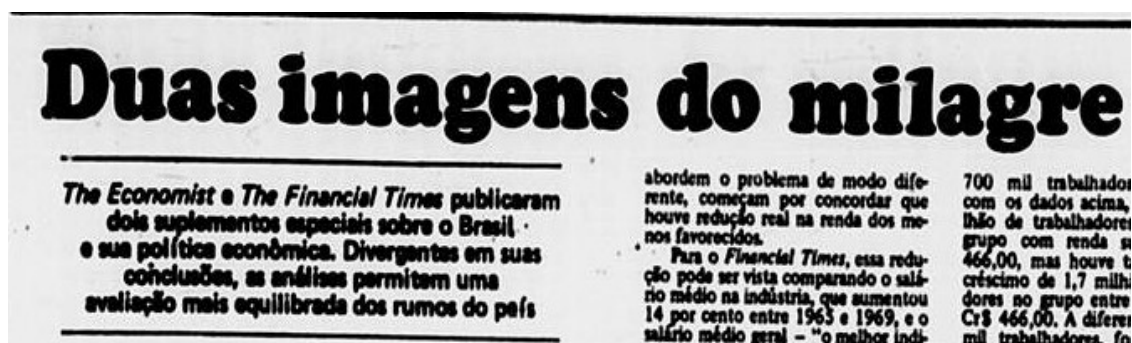 Duas imagens do milagre
The Economist e The Financial Times publicaram
dois suplementos especiais sobre o Brasil
e sua política econômica. Divergentes em suas
conclusões, as análises permitem uma
avaliação mais equilibrada dos rumos do país
abordem o problema de modo dife-
rente, começam por concordar que
houve redução real na renda dos me-
nos favorecidos.
Para o Financial Times, essa redu-
ção pode ser vista comparando o salá-
rio médio na indústria, que aumentou
14 por cento entre 1963 e 1969, e o
salário médio geral – "o melhor indi-
700 mil trabalhador
com os dados acima,
lhão de trabalhadore
grupo com renda
466,00, mas houve
créscimo de 1,7 milh
dores no grupo entre
Cr$ 466,00. A diferen
mil trabalhadores, fo